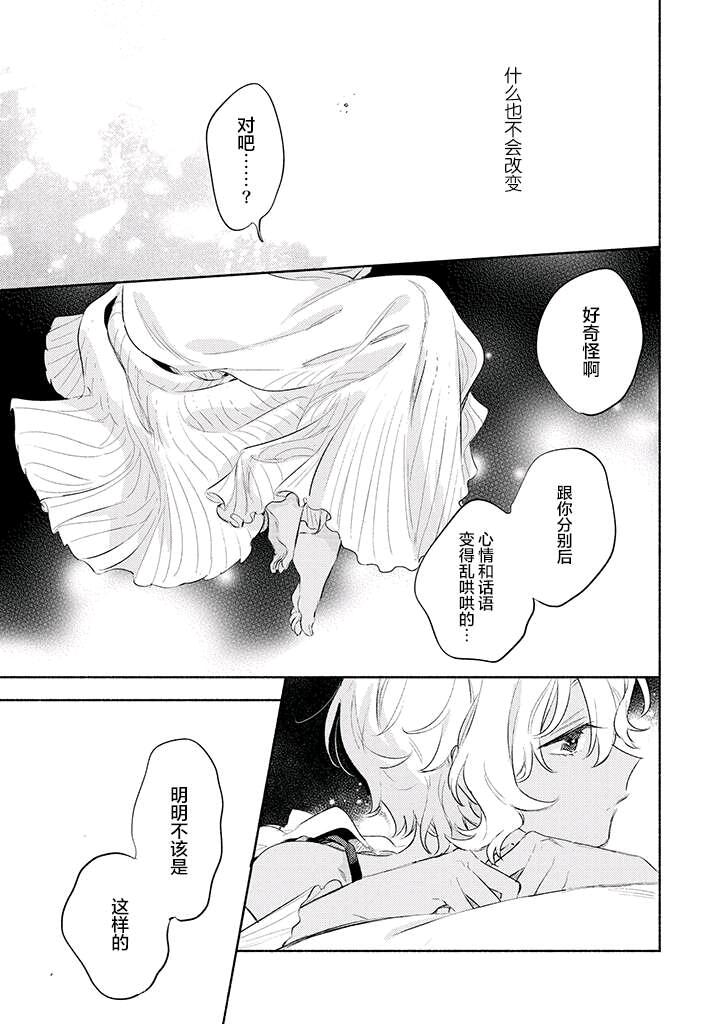 什么也不会改变
对吧……？
好奇怪啊
跟你分别后
心情和话语
变得乱哄哄的…
明明不该是
这样的